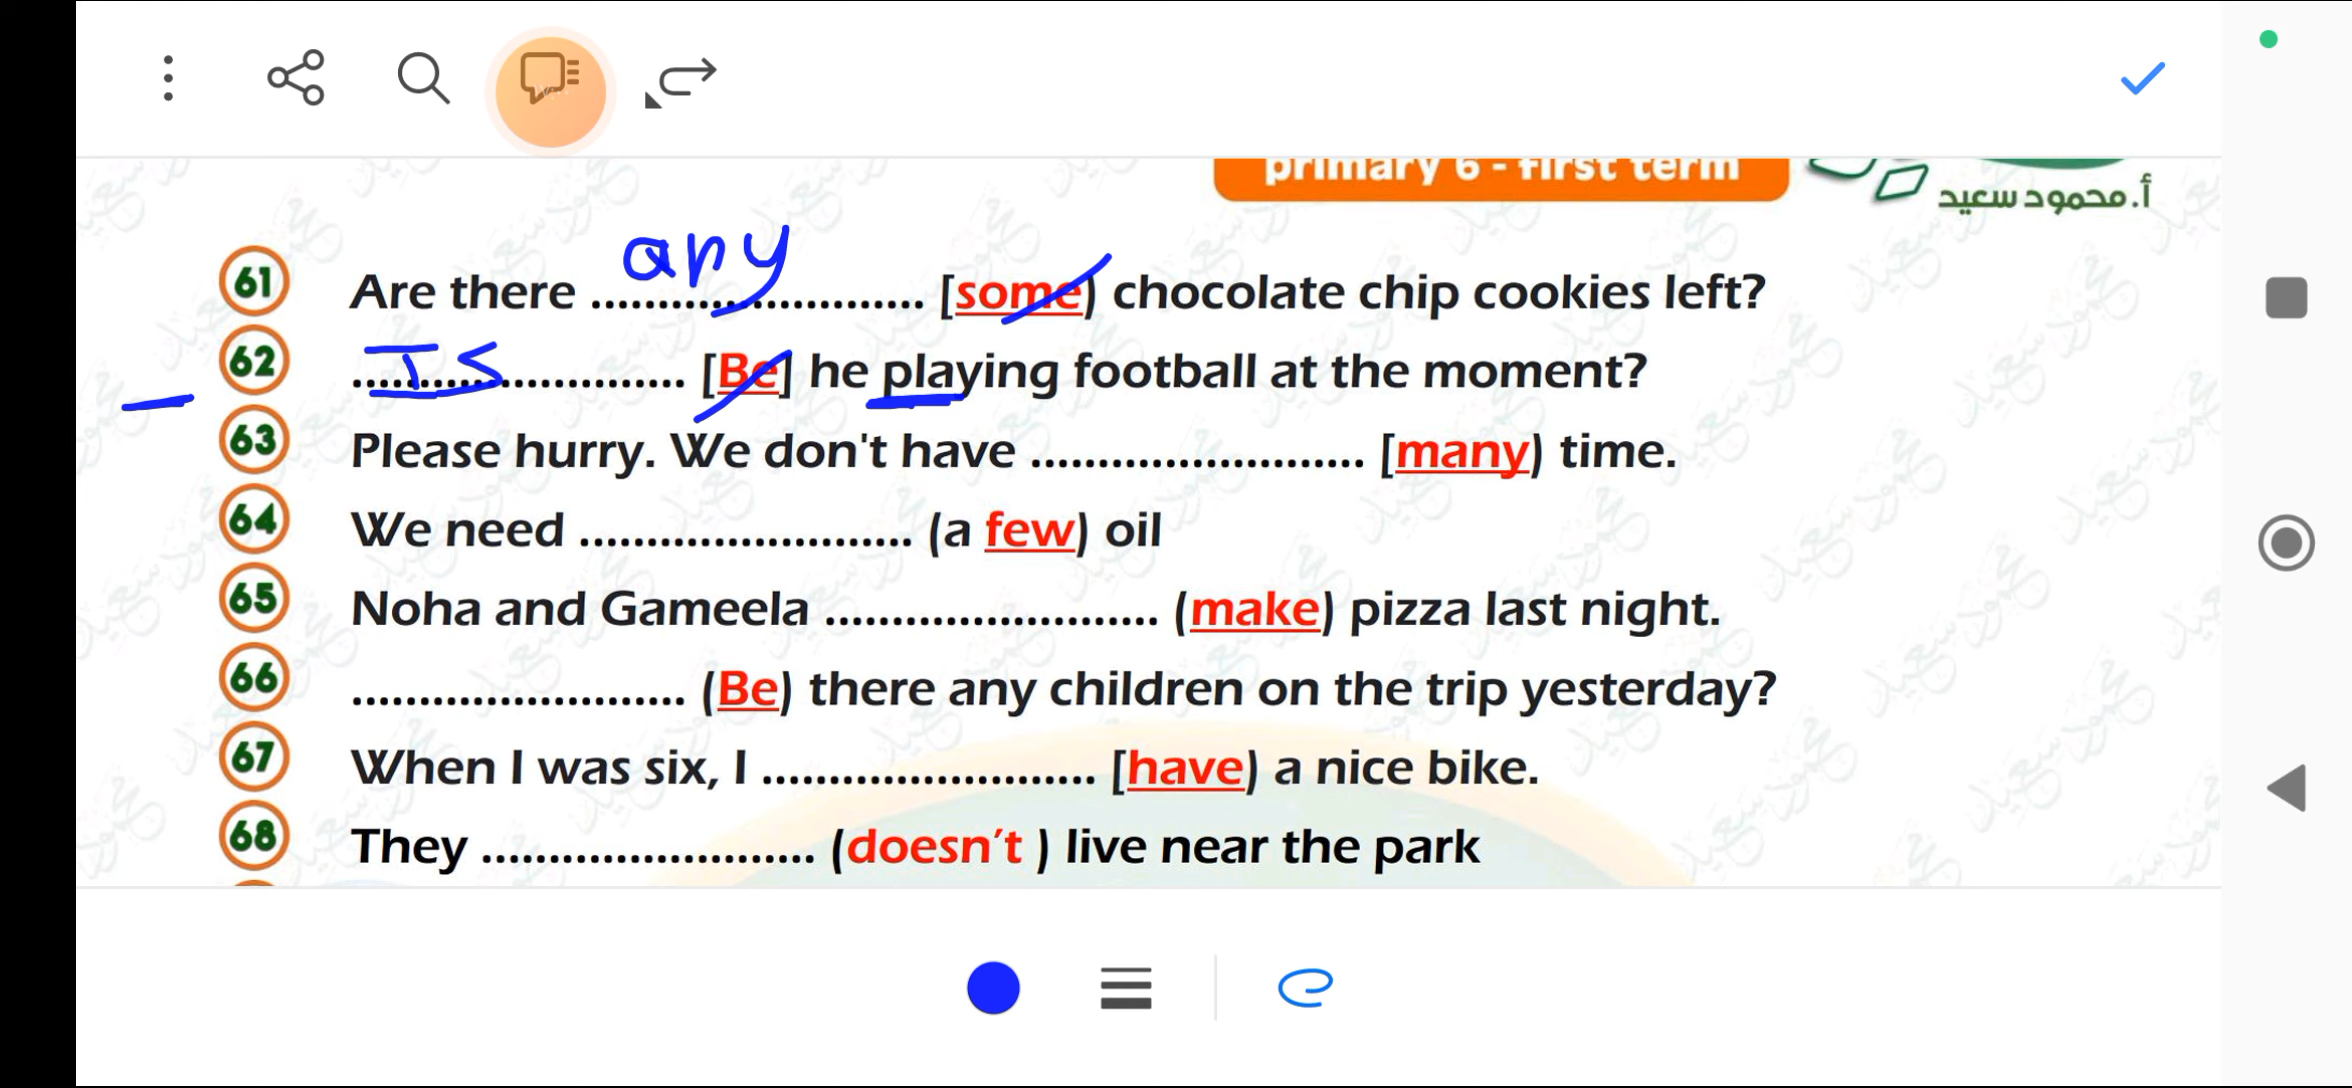 primary 6 - first term
أ. محمود سعيد
any
61 Are there ......................... [some) chocolate chip cookies left?
62 IS ......................... [Be] he playing football at the moment?
63 Please hurry. We don't have ......................... [many) time.
64 We need ......................... (a few) oil
65 Noha and Gameela ......................... (make) pizza last night.
66 ......................... (Be) there any children on the trip yesterday?
67 When I was six, I ......................... [have) a nice bike.
68 They ......................... (doesn't ) live near the park